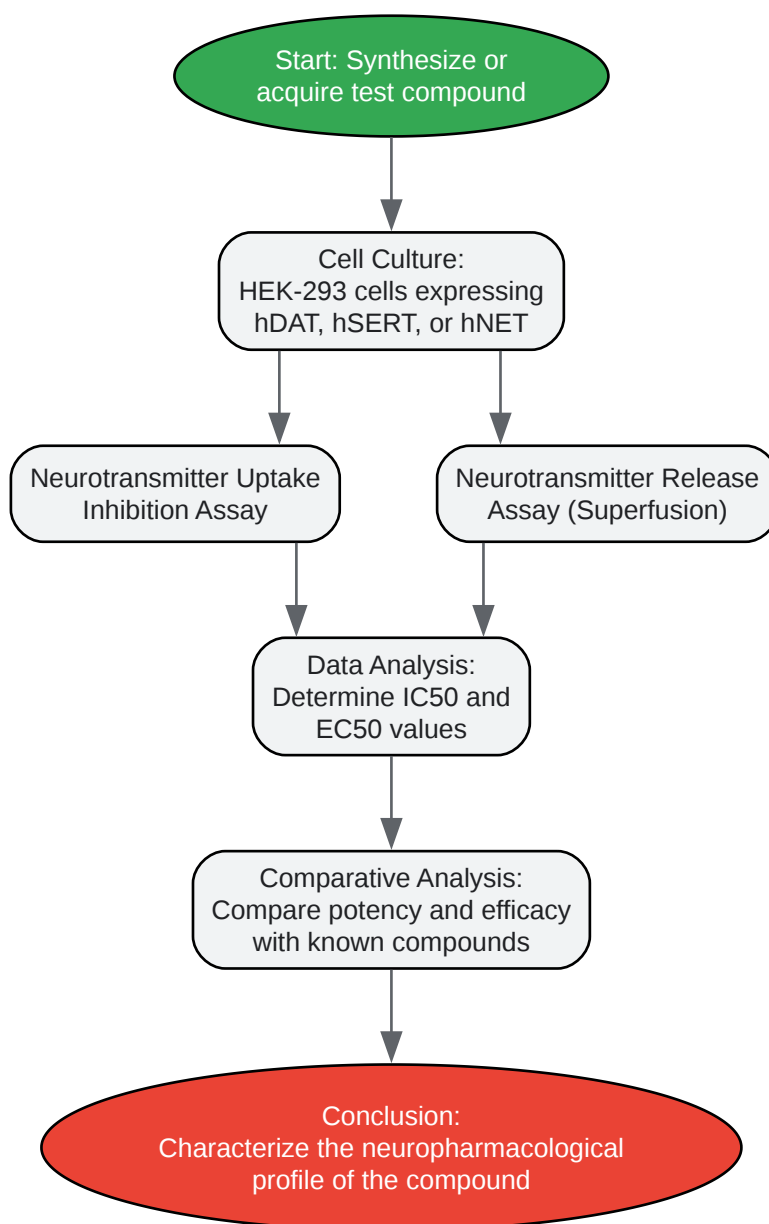 Start: Synthesize or
acquire test compound
Cell Culture:
HEK-293 cells expressing
hDAT, hSERT, or hNET
Neurotransmitter Uptake
Inhibition Assay
Neurotransmitter Release
Assay (Superfusion)
Data Analysis:
Determine IC50 and
EC50 values
Comparative Analysis:
Compare potency and efficacy
with known compounds
Conclusion:
Characterize the neuropharmacological
profile of the compound